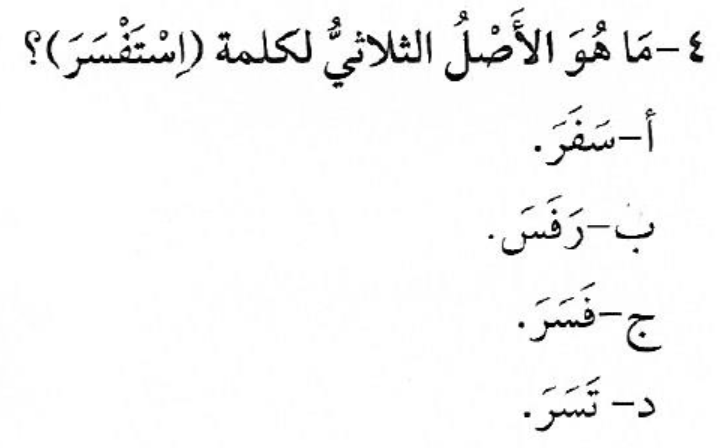 ٤-مَا هُوَ الأَصْلُ الثلاثيُّ لكلمة (اِسْتَفْسَرَ)؟
أ-سَفَرَ.
ب-رَفَسَ.
ج-فَسَرَ.
د- تَسَرَ.